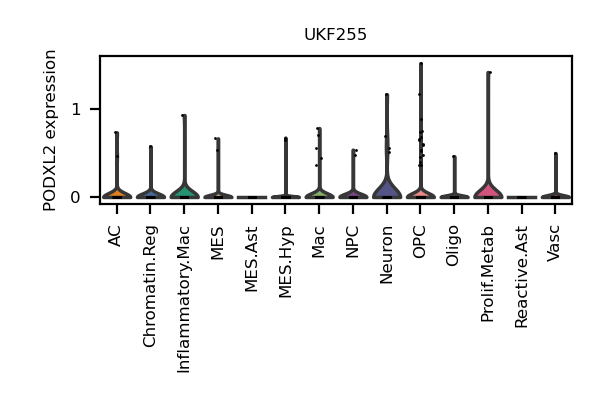 UKF255
PODXL2 expression
1
0
AC
Chromatin.Reg
Inflammatory.Mac
MES
MES.Ast
MES.Hyp
Mac
NPC
Neuron
OPC
Oligo
Prolif.Metab
Reactive.Ast
Vasc